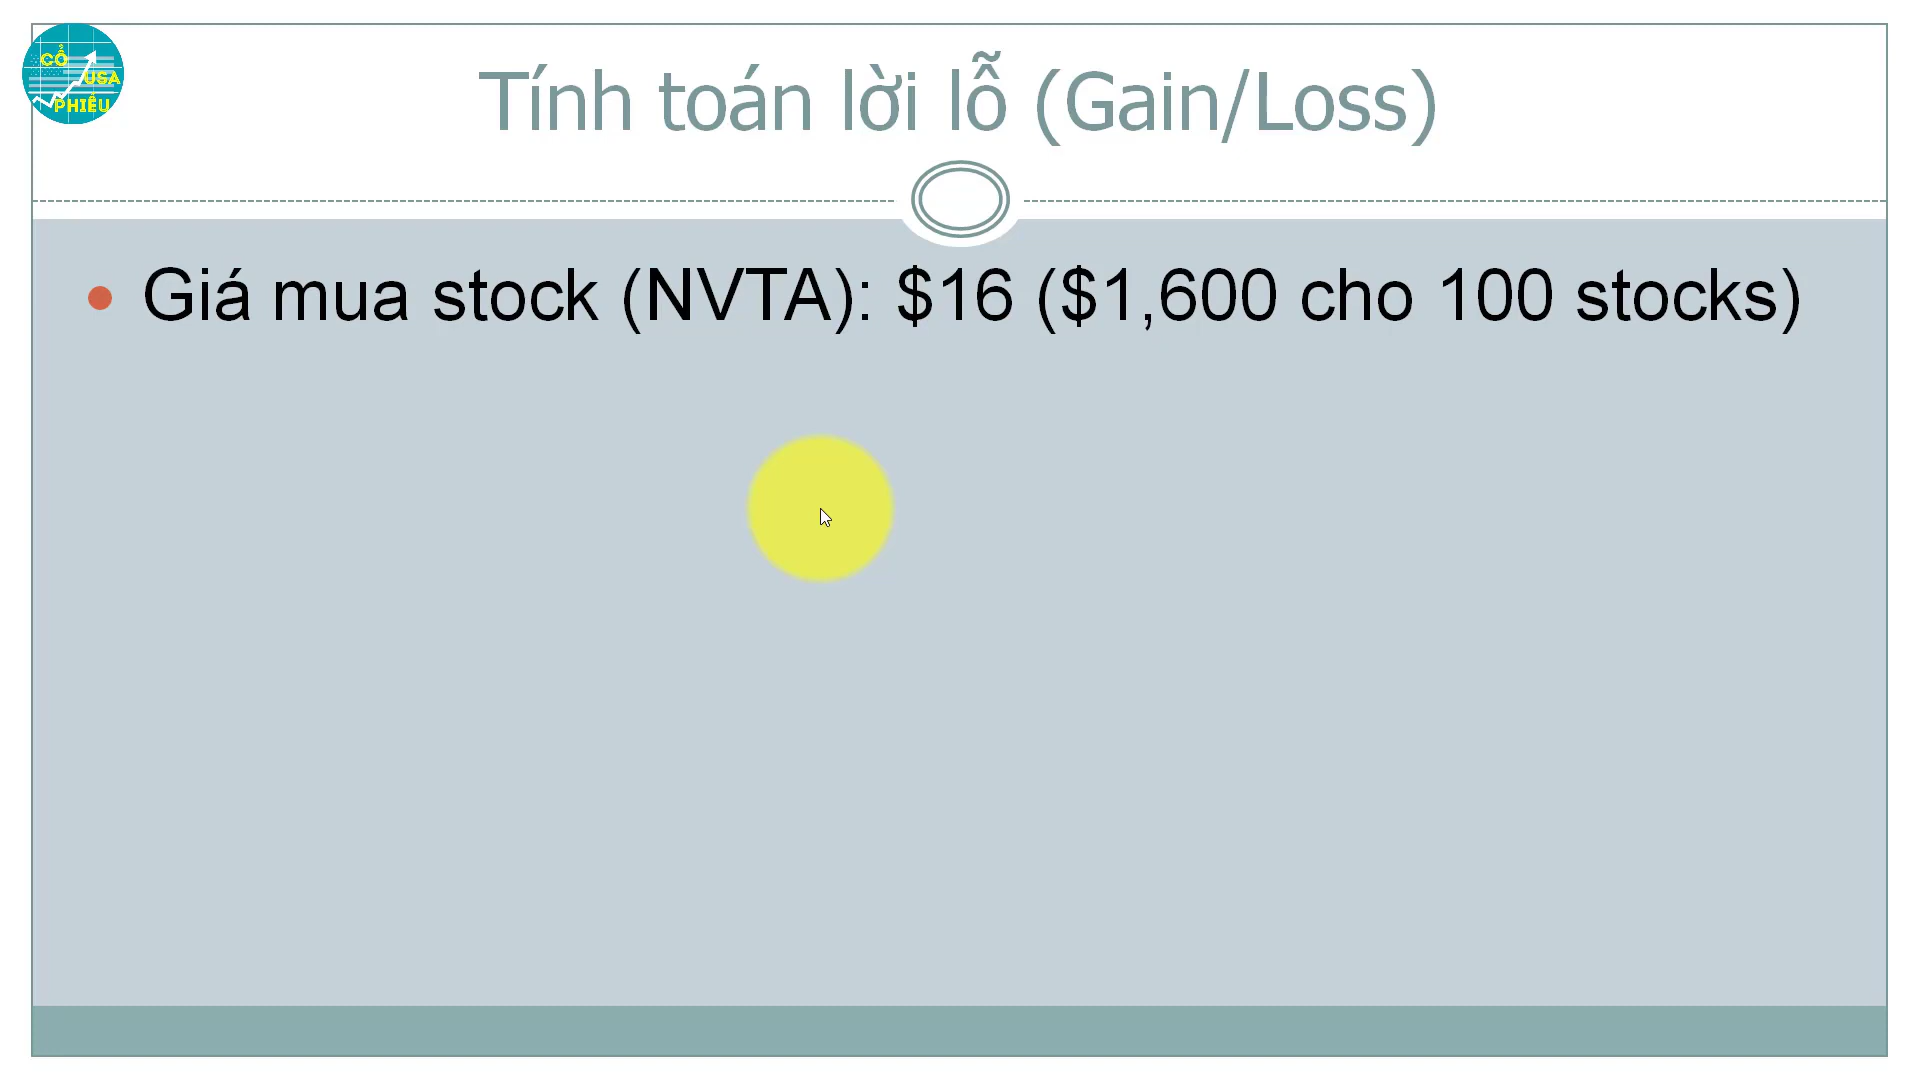 CỔ
USA
PHIẾU
Tính toán lời lỗ (Gain/Loss)
Giá mua stock (NVTA): $16 ($1,600 cho 100 stocks)